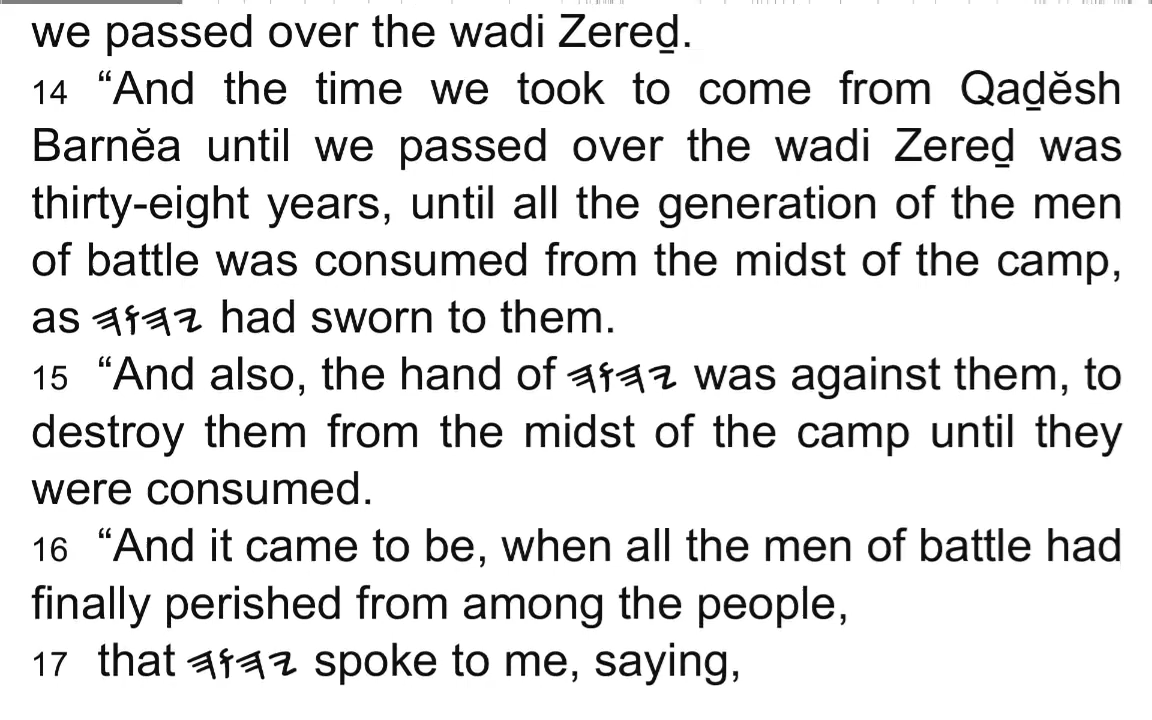 we passed over the wadi Zereḏ.
14 “And the time we took to come from Qaḏĕsh
Barnĕa until we passed over the wadi Zereḏ was
thirty-eight years, until all the generation of the men
of battle was consumed from the midst of the camp,
as 𐤉𐤄𐤅𐤄 had sworn to them.
15 “And also, the hand of 𐤉𐤄𐤅𐤄 was against them, to
destroy them from the midst of the camp until they
were consumed.
16 “And it came to be, when all the men of battle had
finally perished from among the people,
17 that 𐤉𐤄𐤅𐤄 spoke to me, saying,